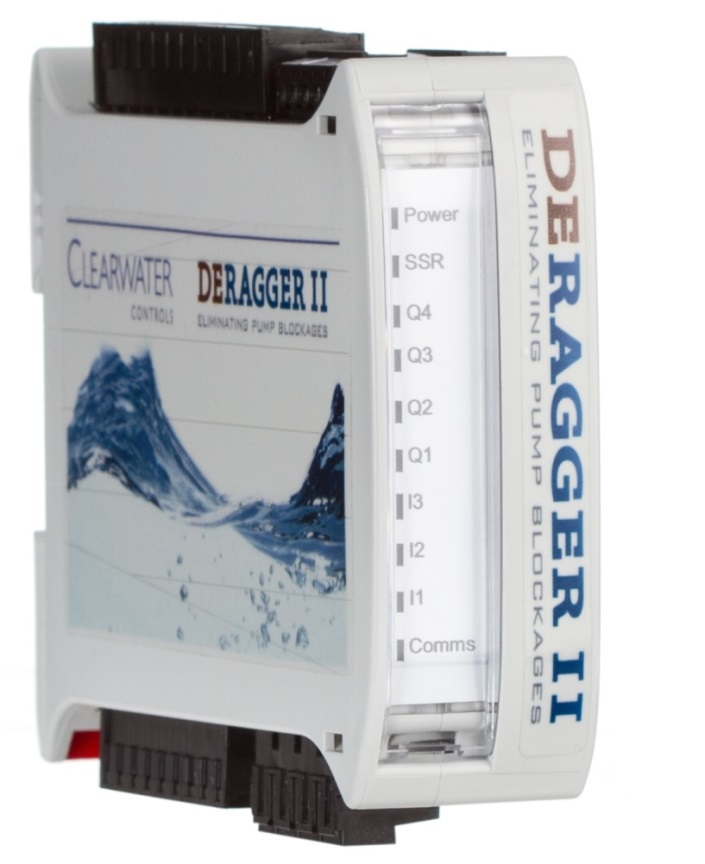 CLEARWATER
CONTROLS
DERAGGER II
ELIMINATING PUMP BLOCKAGES
Power
SSR
Q4
Q3
Q2
Q1
I3
I2
I1
Comms
DERAGGER II
ELIMINATING PUMP BLOCKAGES